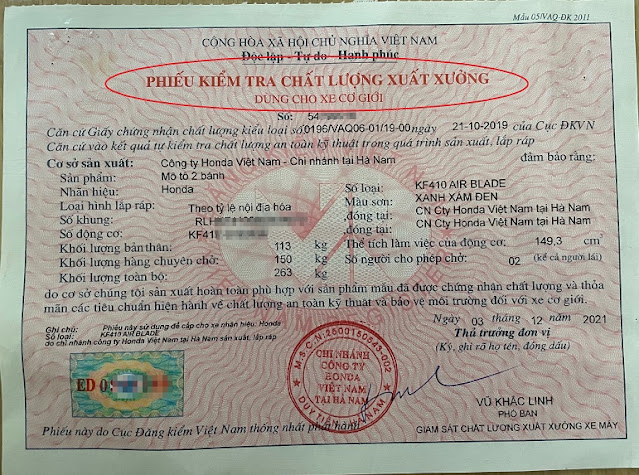 Mẫu 05/VAQ-ĐK 2011
CỘNG HÒA XÃ HỘI CHỦ NGHĨA VIỆT NAM
Độc lập - Tự do - Hạnh phúc
PHIẾU KIỂM TRA CHẤT LƯỢNG XUẤT XƯỞNG
DÙNG CHO XE CƠ GIỚI
Số: 54
Căn cứ Giấy chứng nhận chất lượng kiểu loại số 0196/VAQ06-01/19-00 ngày 21-10-2019 của Cục ĐKVN
Căn cứ vào kết quả tự kiểm tra chất lượng an toàn kỹ thuật trong quá trình sản xuất, lắp ráp
Cơ sở sản xuất: Công ty Honda Việt Nam - Chi nhánh tại Hà Nam đảm bảo rằng:
Sản phẩm: Mô tô 2 bánh
Nhãn hiệu: Honda Số loại: KF410 AIR BLADE
Loại hình lắp ráp: Theo tỷ lệ nội địa hóa Màu sơn: XANH XÁM ĐEN
Số khung: RLH đóng tại: CN Cty Honda Việt Nam tại Hà Nam
Số động cơ: KF41 đóng tại: CN Cty Honda Việt Nam tại Hà Nam
Khối lượng bản thân: 113 kg Thể tích làm việc của động cơ: 149,3 cm³
Khối lượng hàng chuyên chở: 150 kg Số người cho phép chở: 02 (kể cả người lái)
Khối lượng toàn bộ: 263 kg
do cơ sở chúng tôi sản xuất hoàn toàn phù hợp với sản phẩm mẫu đã được chứng nhận chất lượng và thỏa
mãn các tiêu chuẩn hiện hành về chất lượng an toàn kỹ thuật và bảo vệ môi trường đối với xe cơ giới.
Ngày 03 tháng 12 năm 2021
Ghi chú: Phiếu này sử dụng để cấp cho xe nhãn hiệu: Honda
Số loại: KF410 AIR BLADE
do chi nhánh công ty Honda Việt Nam tại Hà Nam sản xuất, lắp ráp
Thủ trưởng đơn vị
(Ký, ghi rõ họ tên, đóng dấu)
M.S.C.N:2500150543-002
CHI NHÁNH
CÔNG TY
HONDA
VIỆT NAM
TẠI HÀ NAM
DUY TIÊN
ED 0
VŨ KHẮC LINH
PHÓ BAN
GIÁM SÁT CHẤT LƯỢNG XUẤT XƯỞNG XE MÁY
Phiếu này do Cục Đăng kiểm Việt Nam thống nhất phát hành